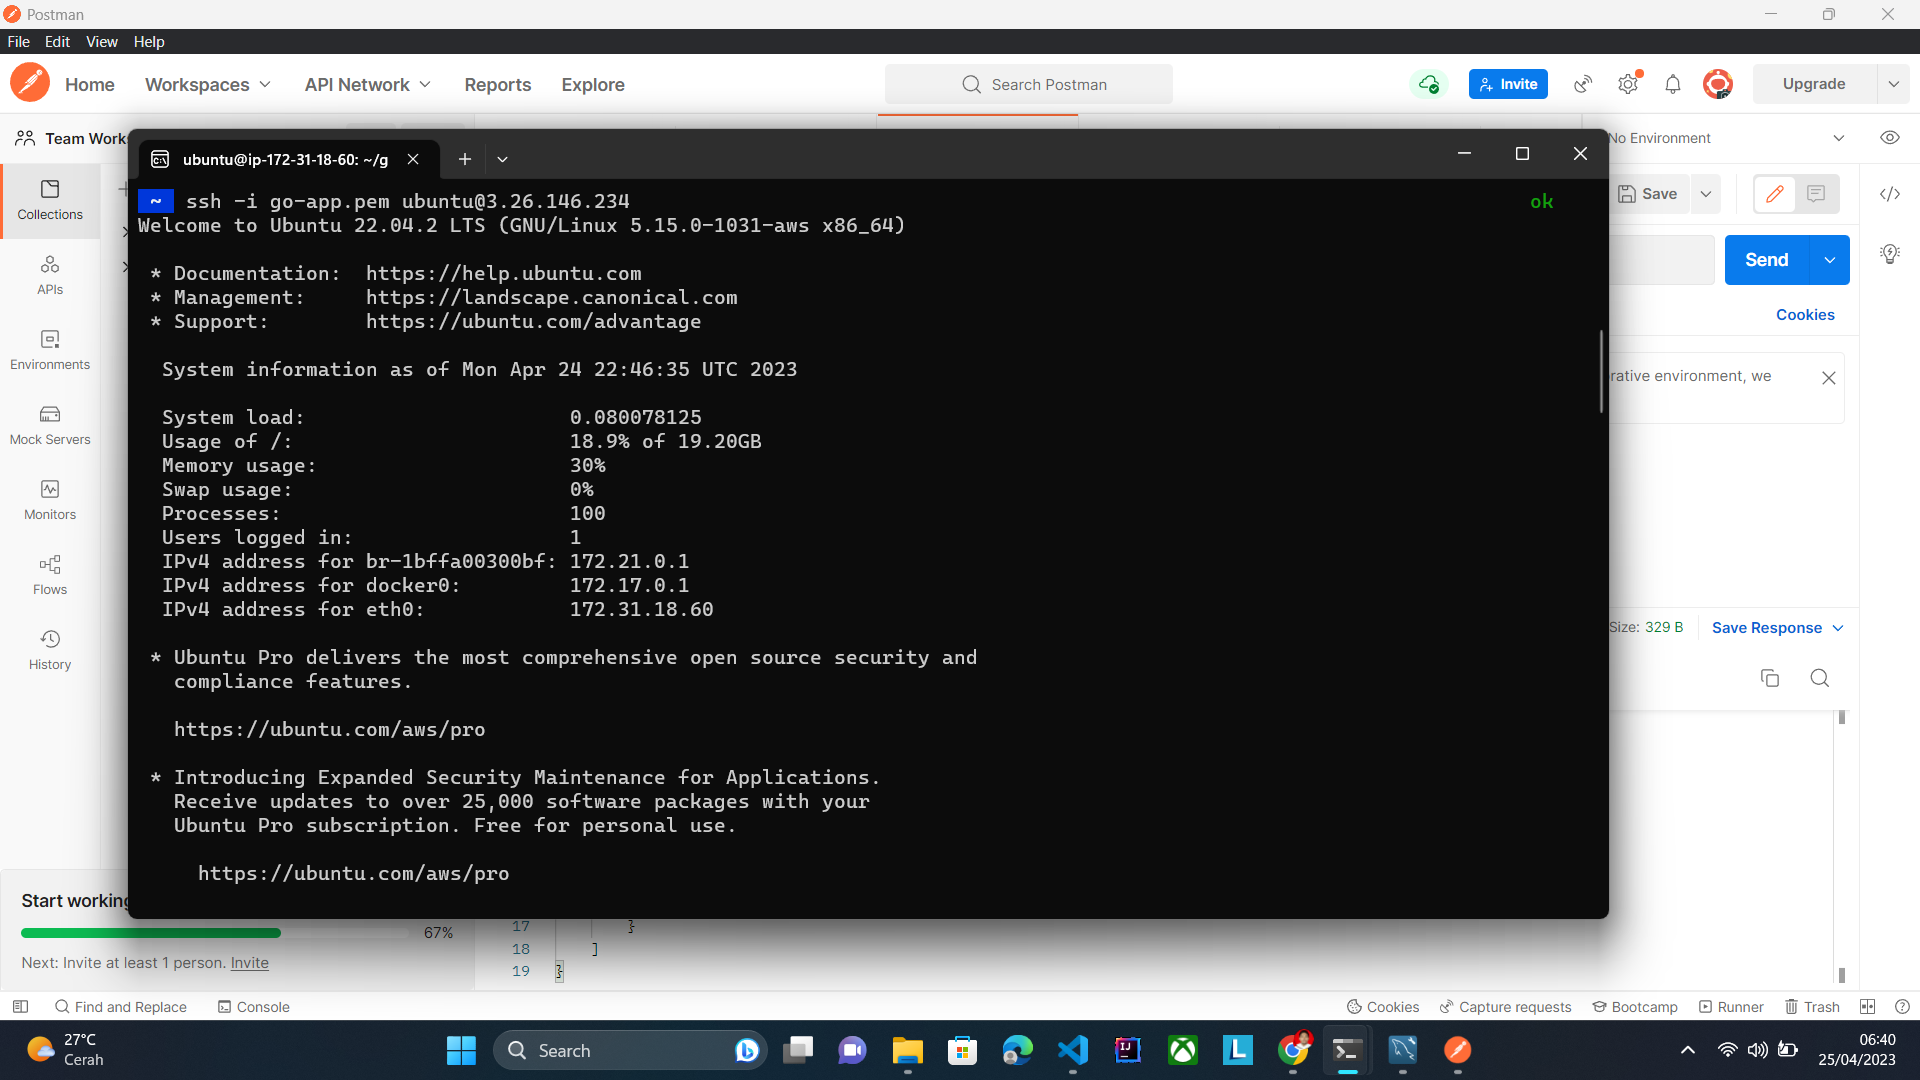 Postman
File Edit View Help
Home Workspaces API Network Reports Explore
Search Postman
Invite
Upgrade
Team Works
No Environment
ubuntu@ip-172-31-18-60: ~/g
~ ssh -i go-app.pem ubuntu@3.26.146.234 ok
Welcome to Ubuntu 22.04.2 LTS (GNU/Linux 5.15.0-1031-aws x86_64)
* Documentation: https://help.ubuntu.com
* Management: https://landscape.canonical.com
* Support: https://ubuntu.com/advantage
System information as of Mon Apr 24 22:46:35 UTC 2023
System load: 0.080078125
Usage of /: 18.9% of 19.20GB
Memory usage: 30%
Swap usage: 0%
Processes: 100
Users logged in: 1
IPv4 address for br-1bffa00300bf: 172.21.0.1
IPv4 address for docker0: 172.17.0.1
IPv4 address for eth0: 172.31.18.60
* Ubuntu Pro delivers the most comprehensive open source security and
compliance features.
https://ubuntu.com/aws/pro
* Introducing Expanded Security Maintenance for Applications.
Receive updates to over 25,000 software packages with your
Ubuntu Pro subscription. Free for personal use.
https://ubuntu.com/aws/pro
Collections
APIs
Environments
Mock Servers
Monitors
Flows
History
Save
Send
Cookies
rative environment, we
Size: 329 B Save Response
Start working
67%
Next: Invite at least 1 person. Invite
17 }
18 ]
19 }
Find and Replace Console
Cookies Capture requests Bootcamp Runner Trash
27°C
Cerah
Search
06:40
25/04/2023